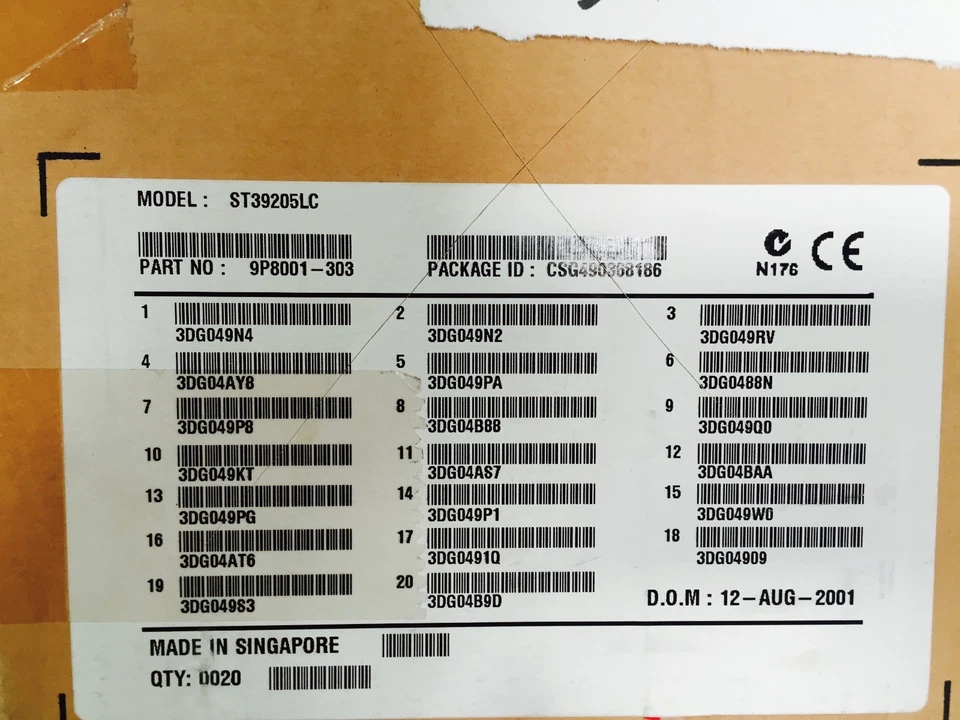 MODEL : ST39205LC
PART NO : 9P8001-303
PACKAGE ID : CSG490368186
N176
CE
1 3DG049N4
2 3DG049N2
3 3DG049RV
4 3DG04AY8
5 3DG049PA
6 3DG0488N
7 3DG049P8
8 3DG04B88
9 3DG049Q0
10 3DG049KT
11 3DG04AS7
12 3DG04BAA
13 3DG049PG
14 3DG049P1
15 3DG049W0
16 3DG04AT6
17 3DG0491Q
18 3DG04909
19 3DG049S3
20 3DG04B9D
D.O.M : 12-AUG-2001
MADE IN SINGAPORE
QTY: 0020